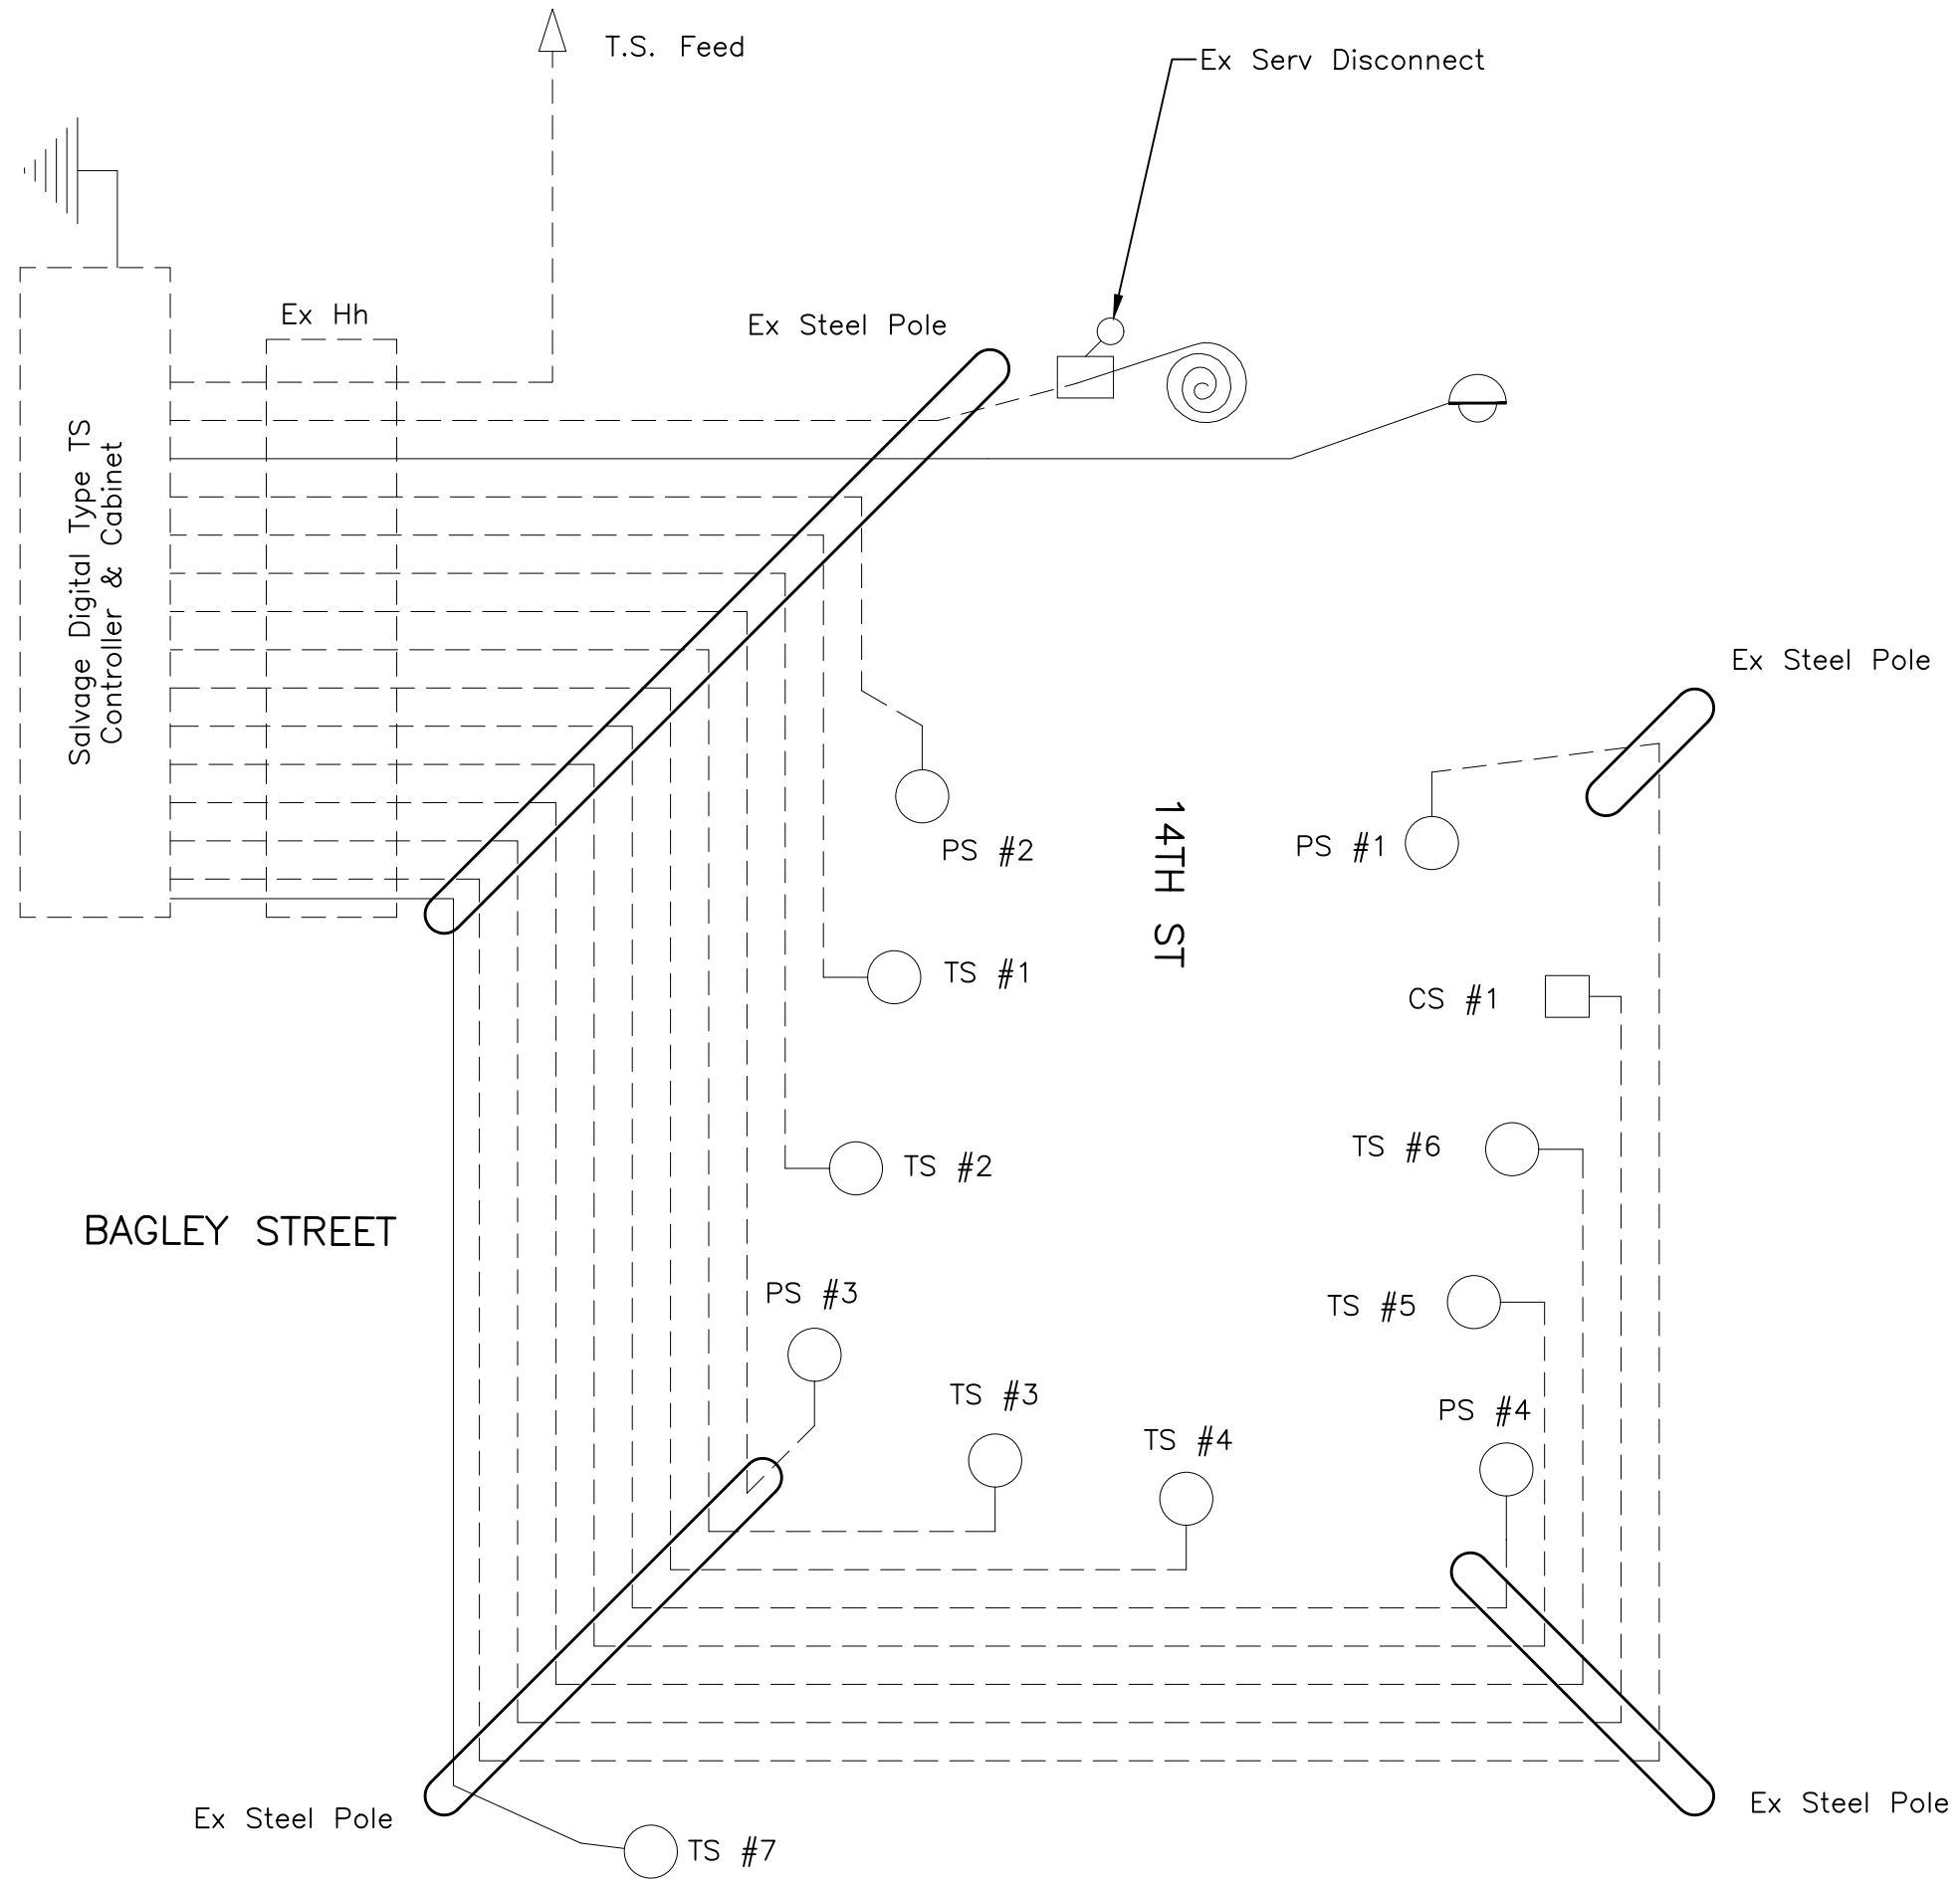 T.S. Feed
Ex Serv Disconnect
Ex Hh
Ex Steel Pole
Salvage Digital Type TS
Controller & Cabinet
Ex Steel Pole
PS #2
14TH ST
PS #1
TS #1
CS #1
TS #2
TS #6
BAGLEY STREET
PS #3
TS #5
TS #3
PS #4
TS #4
Ex Steel Pole
Ex Steel Pole
TS #7